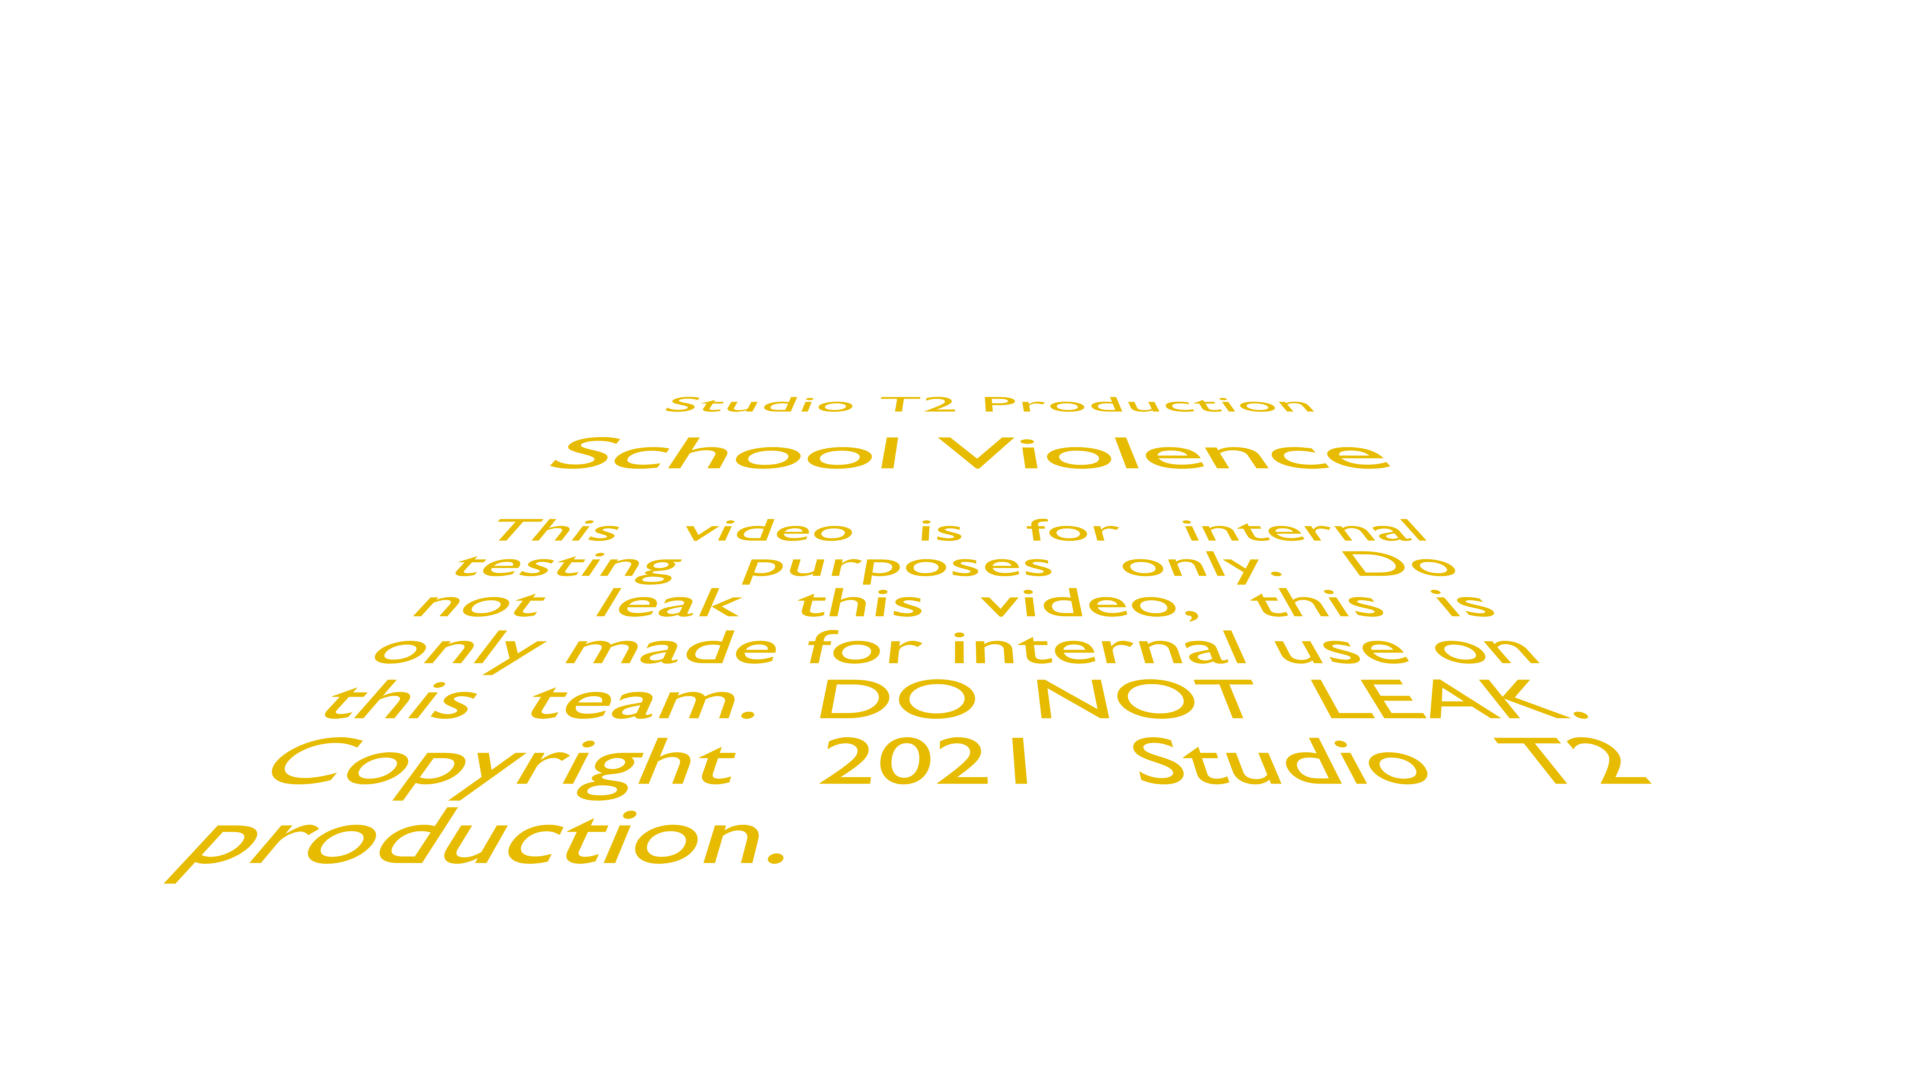 Studio T2 Production
School Violence
This video is for internal
testing purposes only. Do
not leak this video, this is
only made for internal use on
this team. DO NOT LEAK.
Copyright 2021 Studio T2
production.